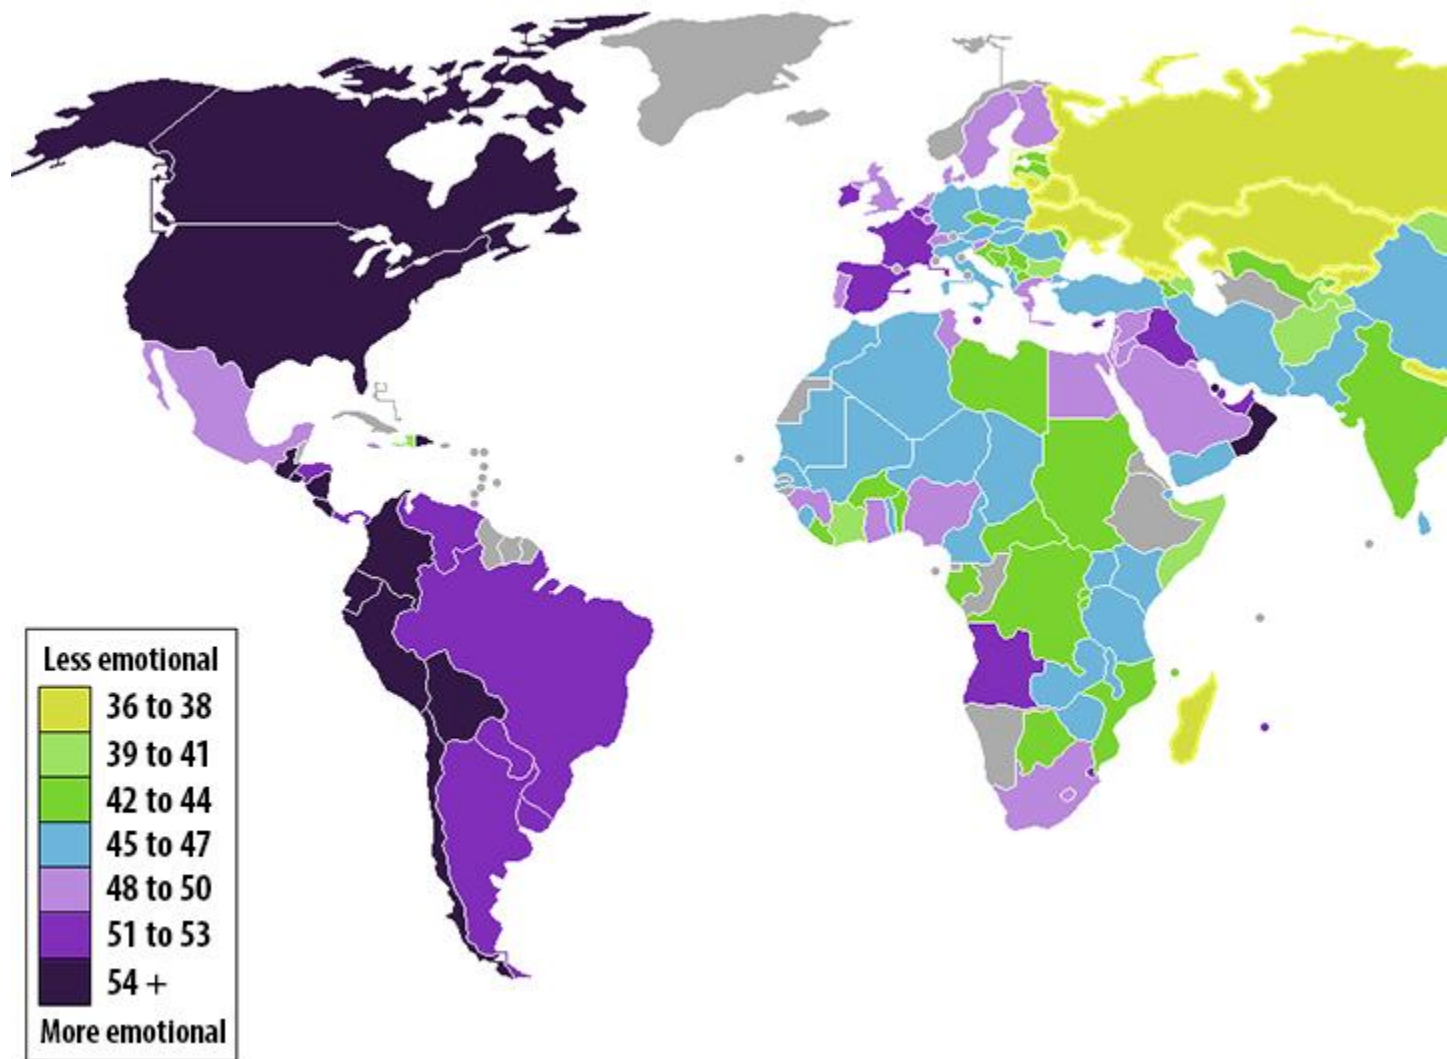 Less emotional
36 to 38
39 to 41
42 to 44
45 to 47
48 to 50
51 to 53
54 +
More emotional